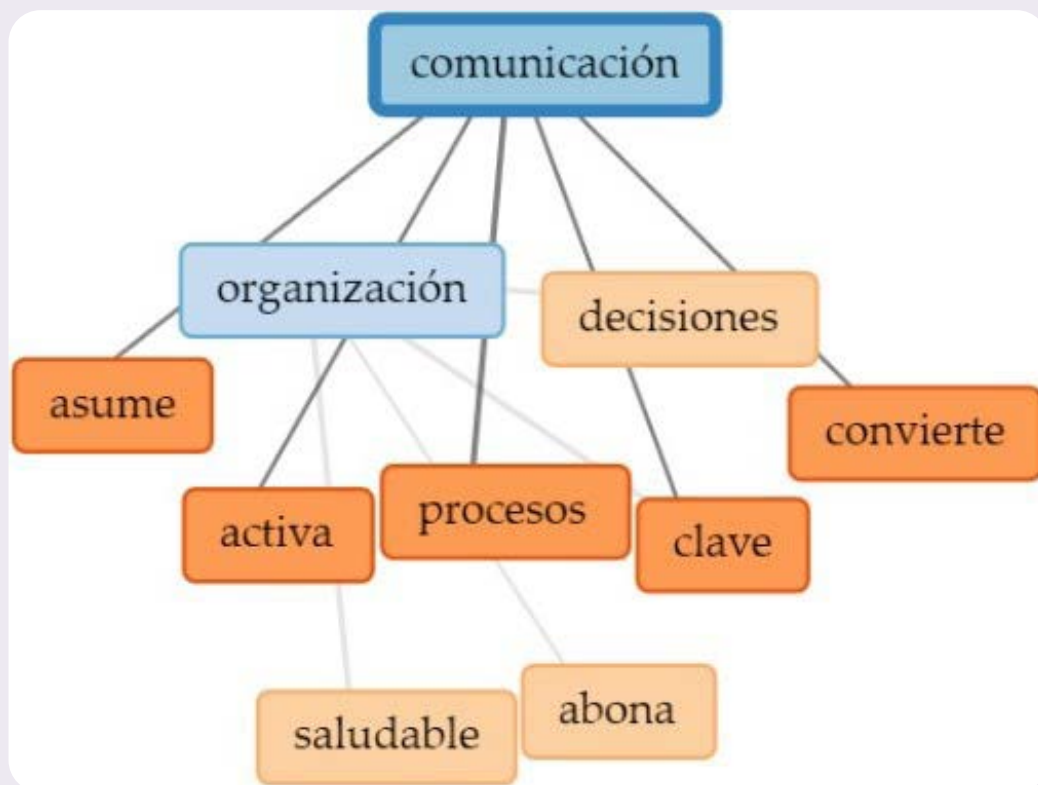 comunicación
organización
decisiones
asume
convierte
procesos
activa
clave
abona
saludable